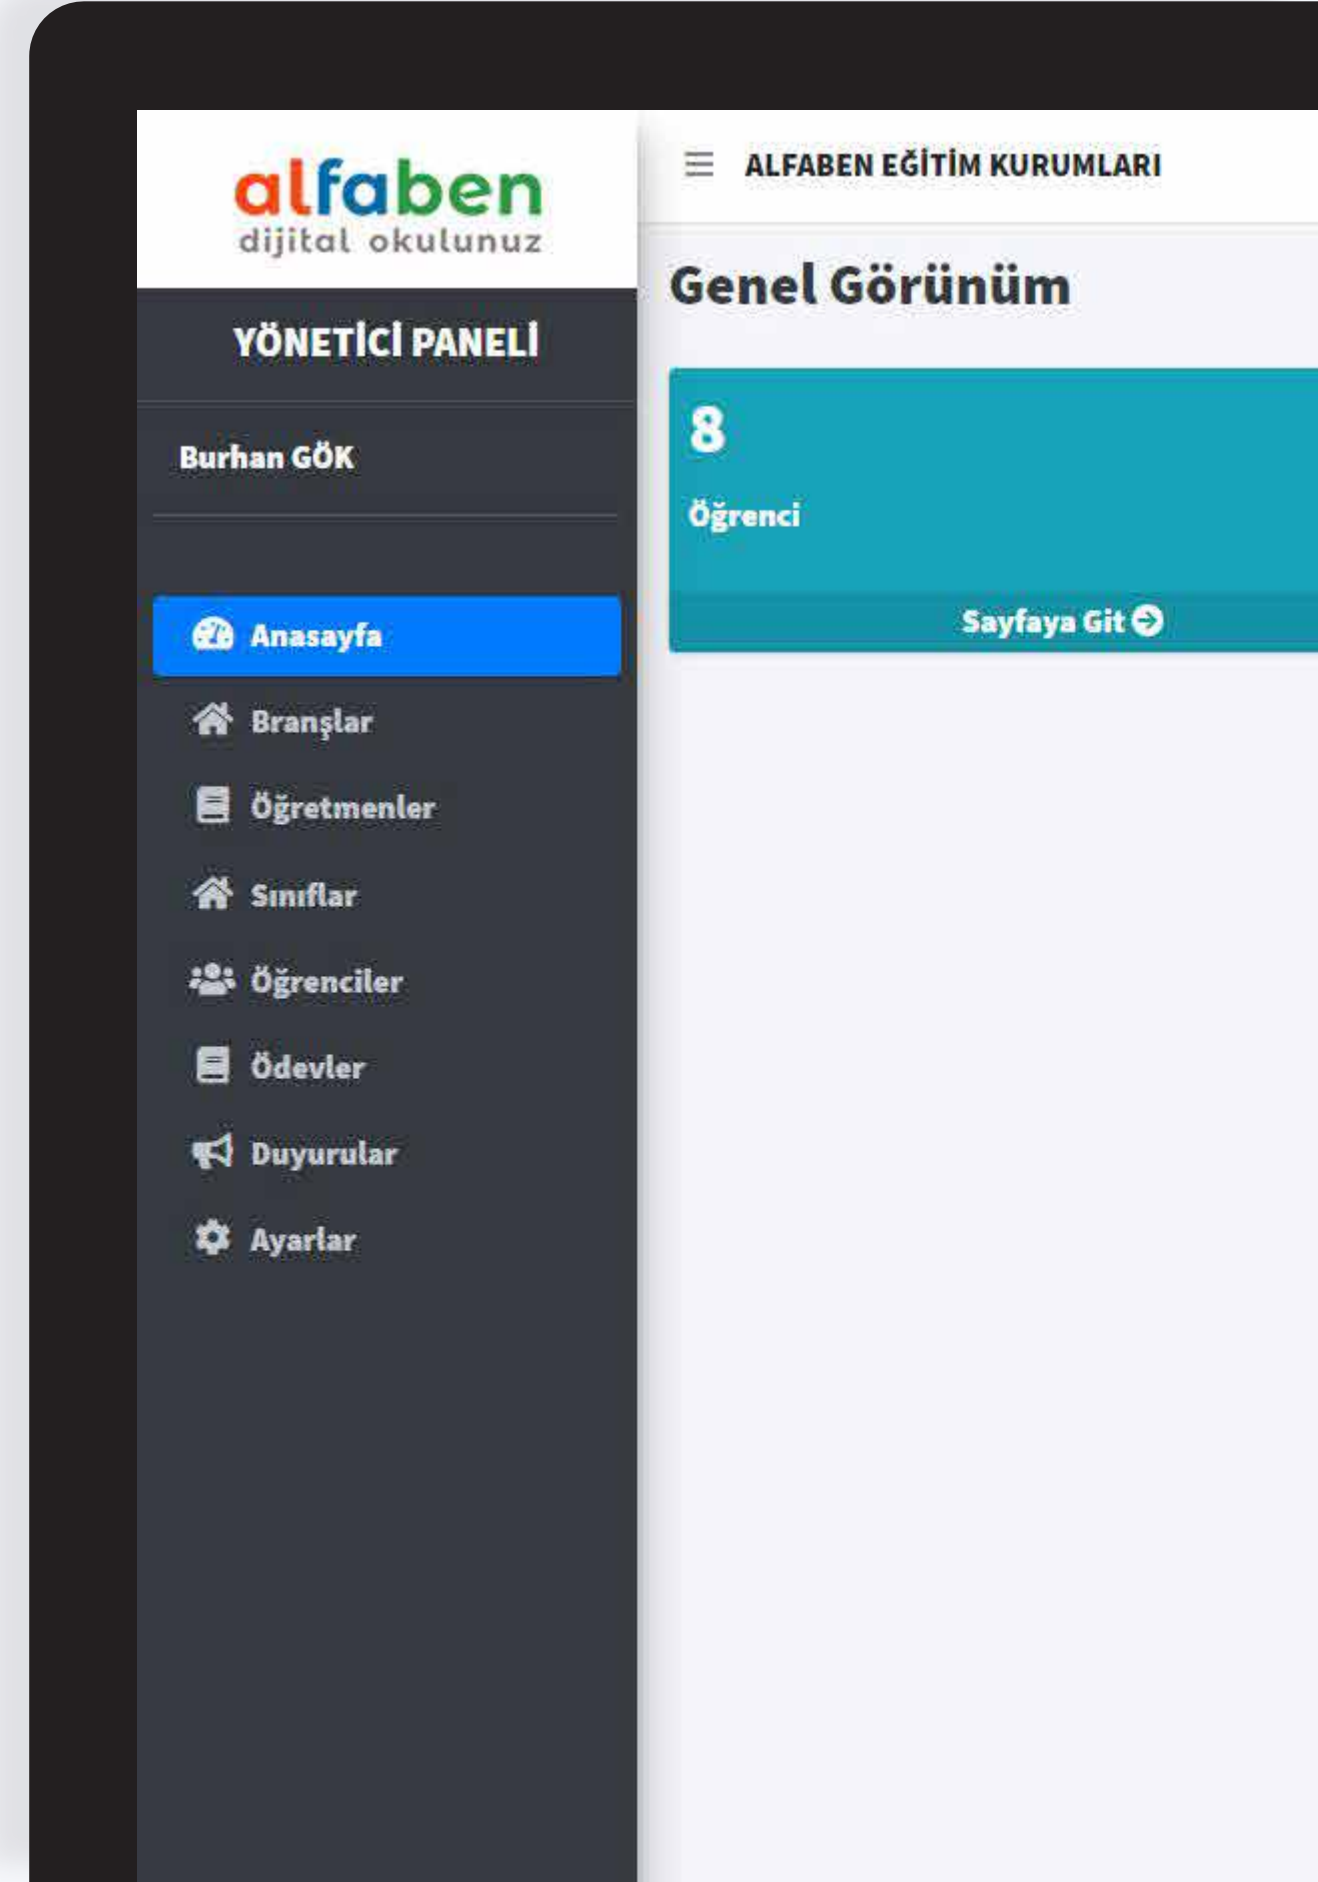 alfaben
dijital okulunuz
YÖNETİCİ PANELİ
Burhan GÖK
Anasayfa
Branşlar
Öğretmenler
Sınıflar
Öğrenciler
Ödevler
Duyurular
Ayarlar
ALFABEN EĞİTİM KURUMLARI
Genel Görünüm
8
Öğrenci
Sayfaya Git